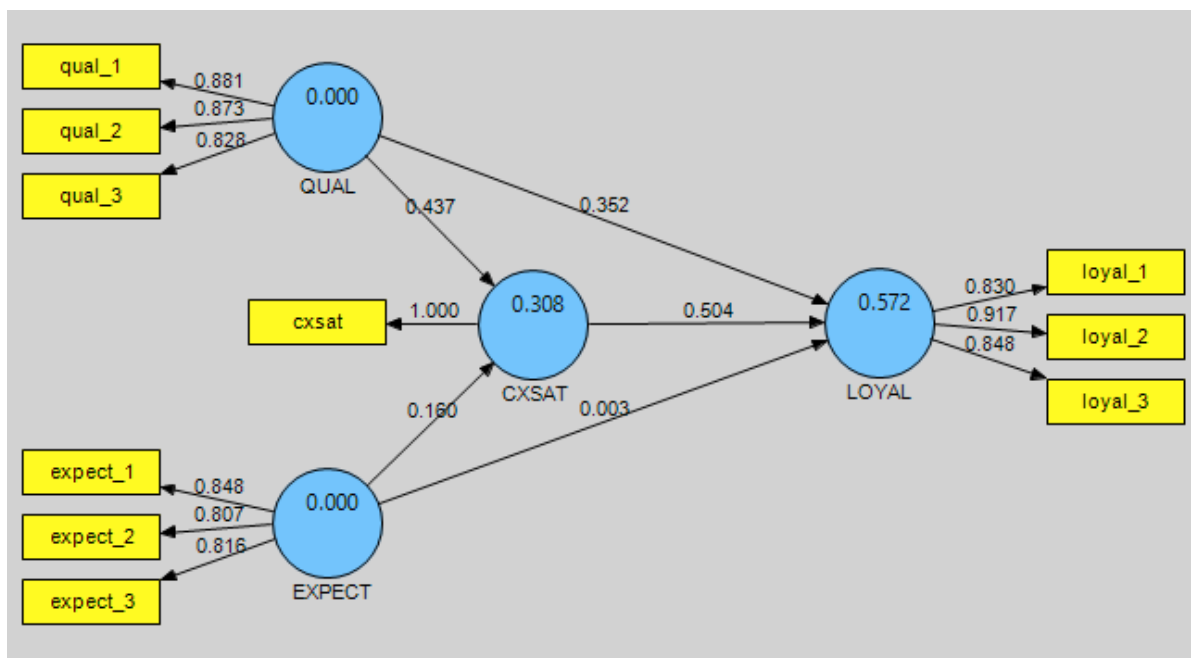 qual_1
0.881
0.000
qual_2
0.873
0.828
qual_3
QUAL
0.437
0.352
cxsat
1.000
0.308
CXSAT
0.504
0.572
LOYAL
0.830
loyal_1
0.917
loyal_2
0.848
loyal_3
0.160
0.003
expect_1
0.848
0.000
expect_2
0.807
0.816
expect_3
EXPECT